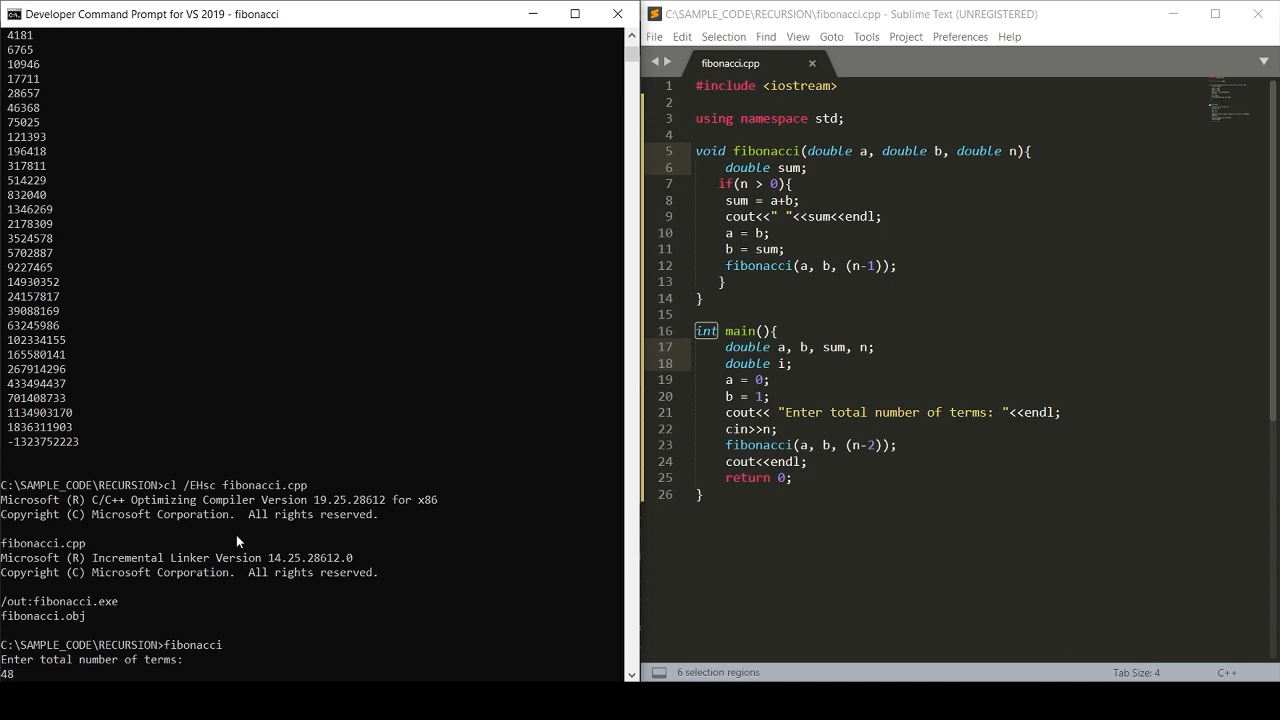 Developer Command Prompt for VS 2019 - fibonacci
4181
6765
10946
17711
28657
46368
75025
121393
196418
317811
514229
832040
1346269
2178309
3524578
5702887
9227465
14930352
24157817
39088169
63245986
102334155
165580141
267914296
433494437
701408733
1134903170
1836311903
-1323752223
C:\SAMPLE_CODE\RECURSION>cl /EHsc fibonacci.cpp
Microsoft (R) C/C++ Optimizing Compiler Version 19.25.28612 for x86
Copyright (C) Microsoft Corporation.  All rights reserved.
fibonacci.cpp
Microsoft (R) Incremental Linker Version 14.25.28612.0
Copyright (C) Microsoft Corporation.  All rights reserved.
/out:fibonacci.exe
fibonacci.obj
C:\SAMPLE_CODE\RECURSION>fibonacci
Enter total number of terms:
48
C:\SAMPLE_CODE\RECURSION\fibonacci.cpp - Sublime Text (UNREGISTERED)
File Edit Selection Find View Goto Tools Project Preferences Help
fibonacci.cpp
1 #include <iostream>
2
3 using namespace std;
4
5 void fibonacci(double a, double b, double n){
6 double sum;
7 if(n > 0){
8 sum = a+b;
9 cout<<" "<<sum<<endl;
10 a = b;
11 b = sum;
12 fibonacci(a, b, (n-1));
13 }
14 }
15
16 int main(){
17 double a, b, sum, n;
18 double i;
19 a = 0;
20 b = 1;
21 cout<< "Enter total number of terms: "<<endl;
22 cin>>n;
23 fibonacci(a, b, (n-2));
24 cout<<endl;
25 return 0;
26 }
6 selection regions
Tab Size: 4
C++